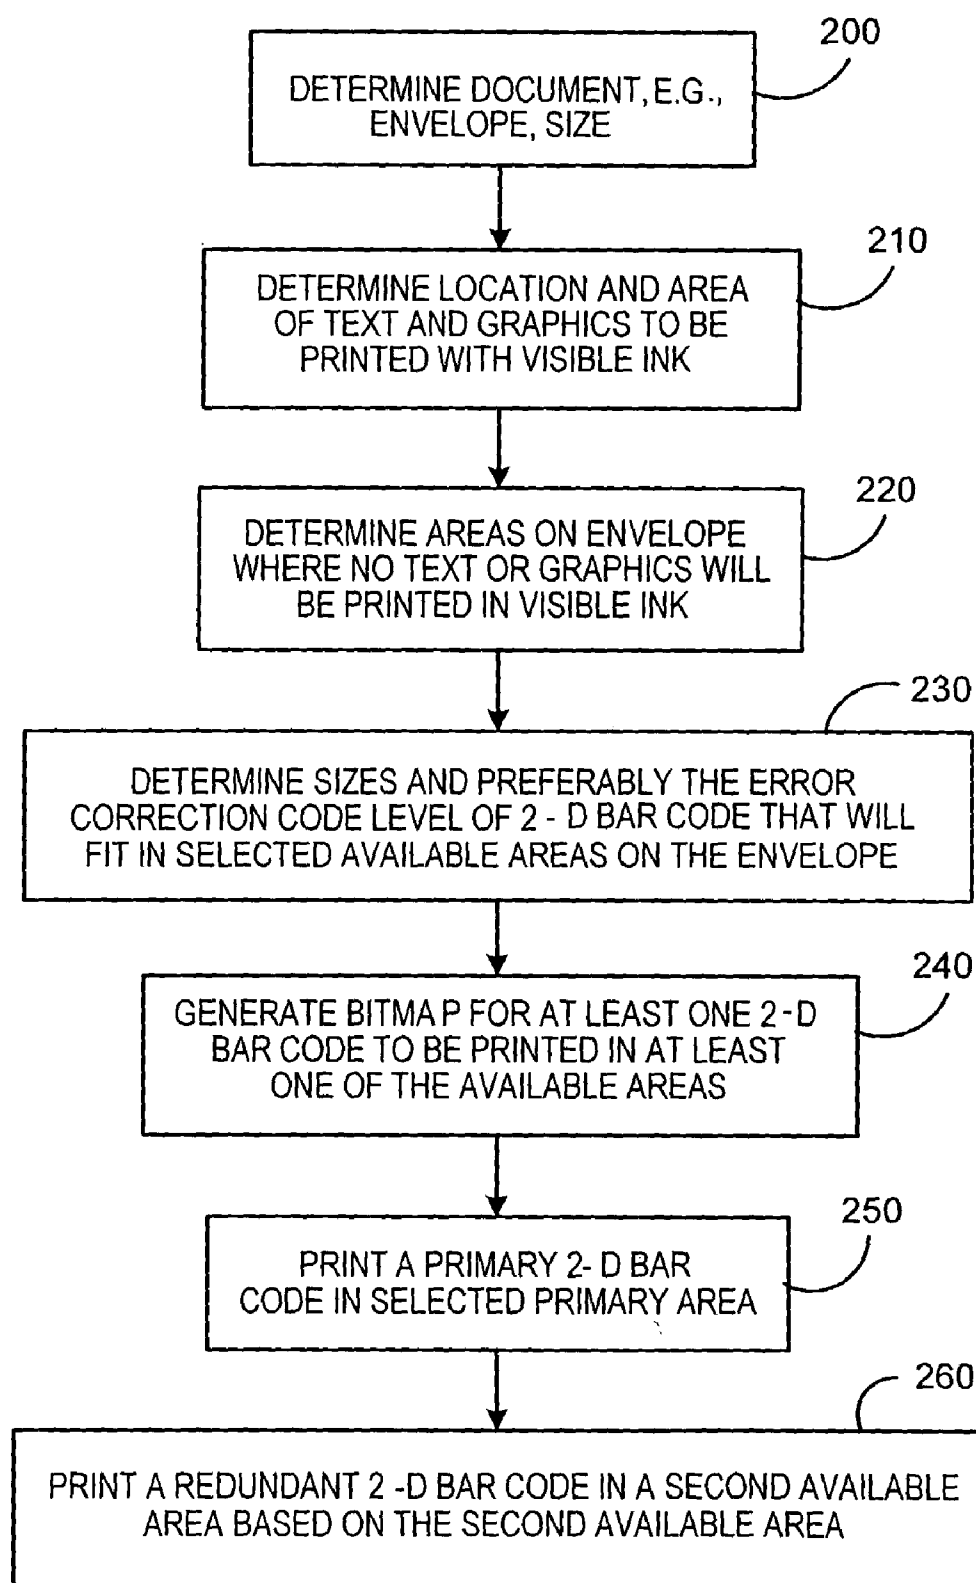 200
DETERMINE DOCUMENT, E.G.,
ENVELOPE, SIZE
210
DETERMINE LOCATION AND AREA
OF TEXT AND GRAPHICS TO BE
PRINTED WITH VISIBLE INK
220
DETERMINE AREAS ON ENVELOPE
WHERE NO TEXT OR GRAPHICS WILL
BE PRINTED IN VISIBLE INK
230
DETERMINE SIZES AND PREFERABLY THE ERROR
CORRECTION CODE LEVEL OF 2 - D BAR CODE THAT WILL
FIT IN SELECTED AVAILABLE AREAS ON THE ENVELOPE
240
GENERATE BITMAP FOR AT LEAST ONE 2 - D
BAR CODE TO BE PRINTED IN AT LEAST
ONE OF THE AVAILABLE AREAS
250
PRINT A PRIMARY 2- D BAR
CODE IN SELECTED PRIMARY AREA
260
PRINT A REDUNDANT 2 -D BAR CODE IN A SECOND AVAILABLE
AREA BASED ON THE SECOND AVAILABLE AREA